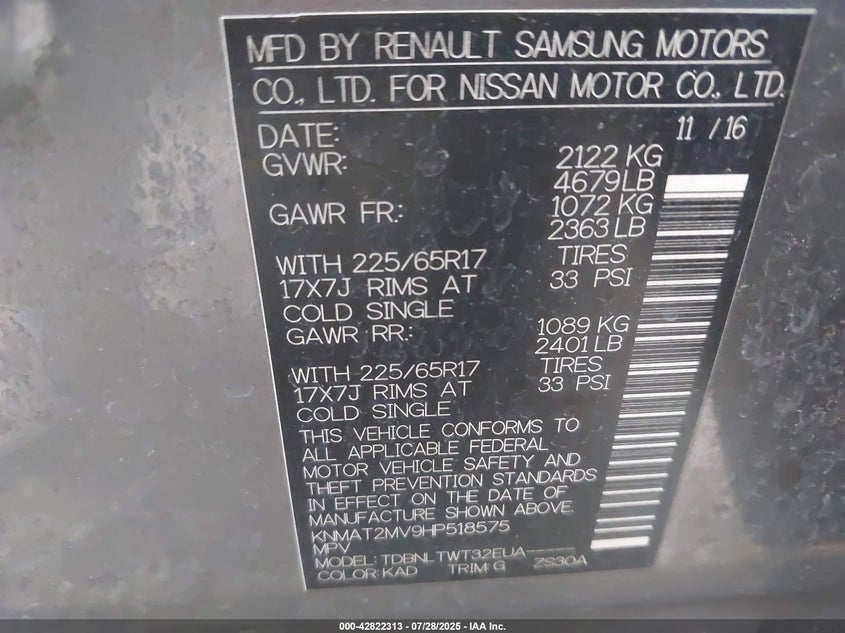 MFD BY RENAULT SAMSUNG MOTORS
CO., LTD. FOR NISSAN MOTOR CO., LTD.
DATE: 11 / 16
GVWR: 2122 KG
4679 LB
GAWR FR.: 1072 KG
2363 LB
WITH 225/65R17 TIRES
17X7J RIMS AT 33 PSI
COLD SINGLE
GAWR RR.: 1089 KG
2401 LB
WITH 225/65R17 TIRES
17X7J RIMS AT 33 PSI
COLD SINGLE
THIS VEHICLE CONFORMS TO
ALL APPLICABLE FEDERAL
MOTOR VEHICLE SAFETY AND
THEFT PREVENTION STANDARDS
IN EFFECT ON THE DATE OF
MANUFACTURE SHOWN ABOVE.
KNMAT2MV9HP518575
MPV
MODEL: TDBNLTWT32EUA-----
COLOR: KAD TRIM: G ZS30A
000-42822313 - 07/28/2025 - IAA Inc.